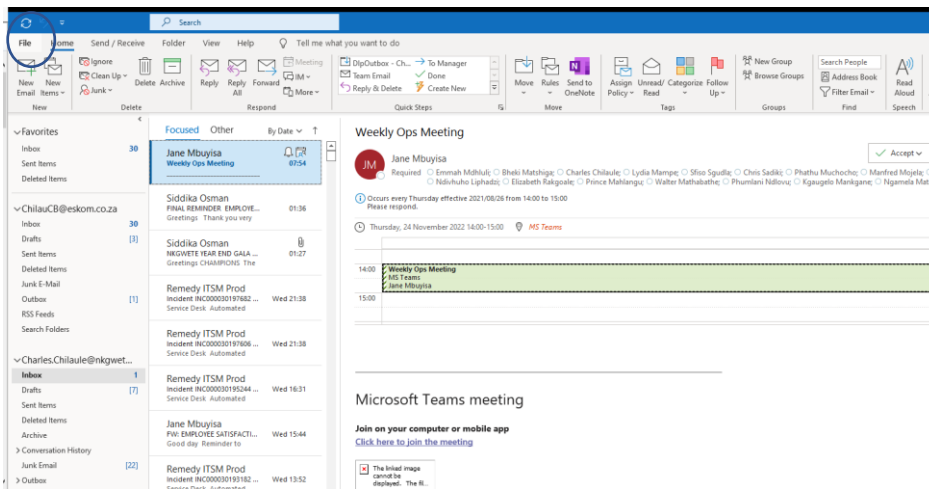 Search
File Home Send / Receive Folder View Help Tell me what you want to do
New Email
New Items
Ignore
Clean Up
Junk
Delete
Archive
Reply
Reply All
Forward
Meeting
IM
More
DlpOutbox - Ch...
Team Email
Reply & Delete
To Manager
Done
Create New
Move
Rules
Send to OneNote
Assign Policy
Unread/ Read
Categorize
Follow Up
New Group
Browse Groups
Search People
Address Book
Filter Email
Read Aloud
New Delete Respond Quick Steps Move Tags Groups Find Speech
Favorites
Inbox 30
Sent Items
Deleted Items
ChilauCB@eskom.co.za
Inbox 30
Drafts [3]
Sent Items
Deleted Items
Junk E-Mail
Outbox [1]
RSS Feeds
Search Folders
Charles.Chilaule@nkgwet...
Inbox 1
Drafts [7]
Sent Items
Deleted Items
Archive
Conversation History
Junk Email [22]
Outbox
Focused Other By Date
Jane Mbuyisa
Weekly Ops Meeting 07:54
Siddika Osman
FINAL REMINDER EMPLOYE... 01:36
Greetings Thank you very
Siddika Osman
NKGWETE YEAR END GALA ... 01:27
Greetings CHAMPIONS The
Remedy ITSM Prod
Incident INC000030197682 ... Wed 21:38
Service Desk Automated
Remedy ITSM Prod
Incident INC000030197606 ... Wed 21:38
Service Desk Automated
Remedy ITSM Prod
Incident INC000030195244 ... Wed 16:31
Service Desk Automated
Jane Mbuyisa
FW: EMPLOYEE SATISFACTI... Wed 15:44
Good day Reminder to
Remedy ITSM Prod
Incident INC000030193182 ... Wed 13:52
Service Desk Automated
Weekly Ops Meeting
JM
Jane Mbuyisa
Accept
Required Emmah Mdhluli; Bheki Matshiga; Charles Chilaule; Lydia Mampe; Sfiso Sgudla; Chris Sadiki; Phathu Muchocho; Manfred Mojela;
Ndivhuho Liphadzi; Elizabeth Rakgoale; Prince Mahlangu; Walter Mathabathe; Phumlani Ndlovu; Kgaugelo Mankgane; Ngamela Mat
Occurs every Thursday effective 2021/08/26 from 14:00 to 15:00
Please respond.
Thursday, 24 November 2022 14:00-15:00 MS Teams
14:00 Weekly Ops Meeting
MS Teams
Jane Mbuyisa
15:00
Microsoft Teams meeting
Join on your computer or mobile app
Click here to join the meeting
The linked image
cannot be
displayed. The fil...